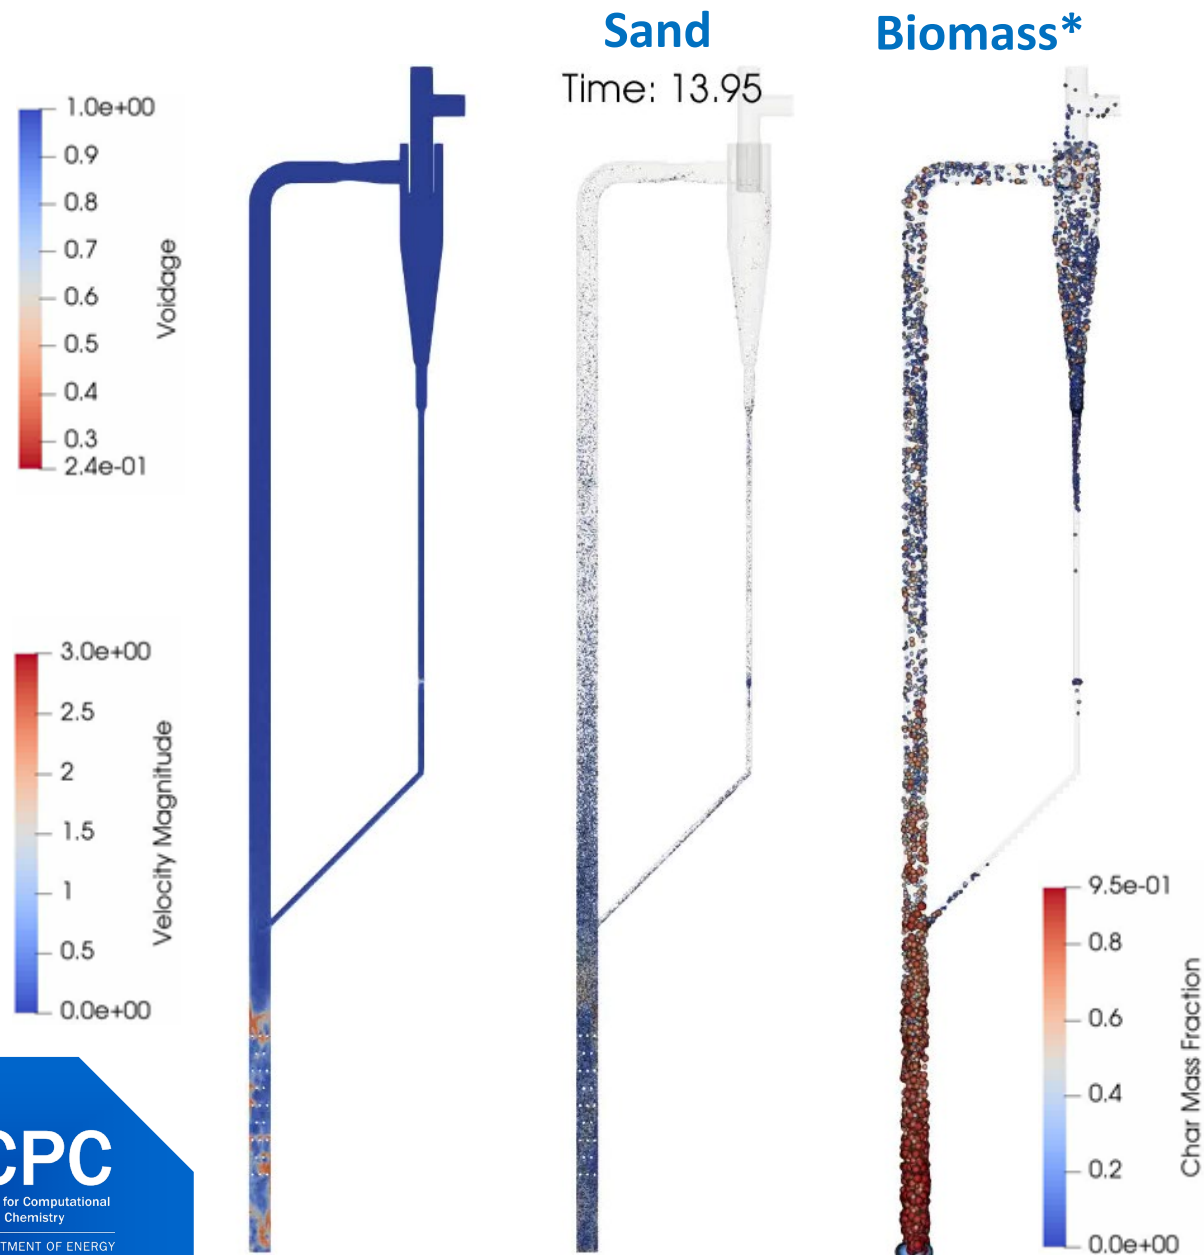 Sand
Biomass*
Time: 13.95
1.0e+00
0.9
0.8
0.7
0.6
0.5
0.4
0.3
2.4e-01
Voidage
3.0e+00
2.5
2
1.5
1
0.5
0.0e+00
Velocity Magnitude
9.5e-01
0.8
0.6
0.4
0.2
0.0e+00
Char Mass Fraction
CPC
for Computational
Chemistry
TMENT OF ENERGY